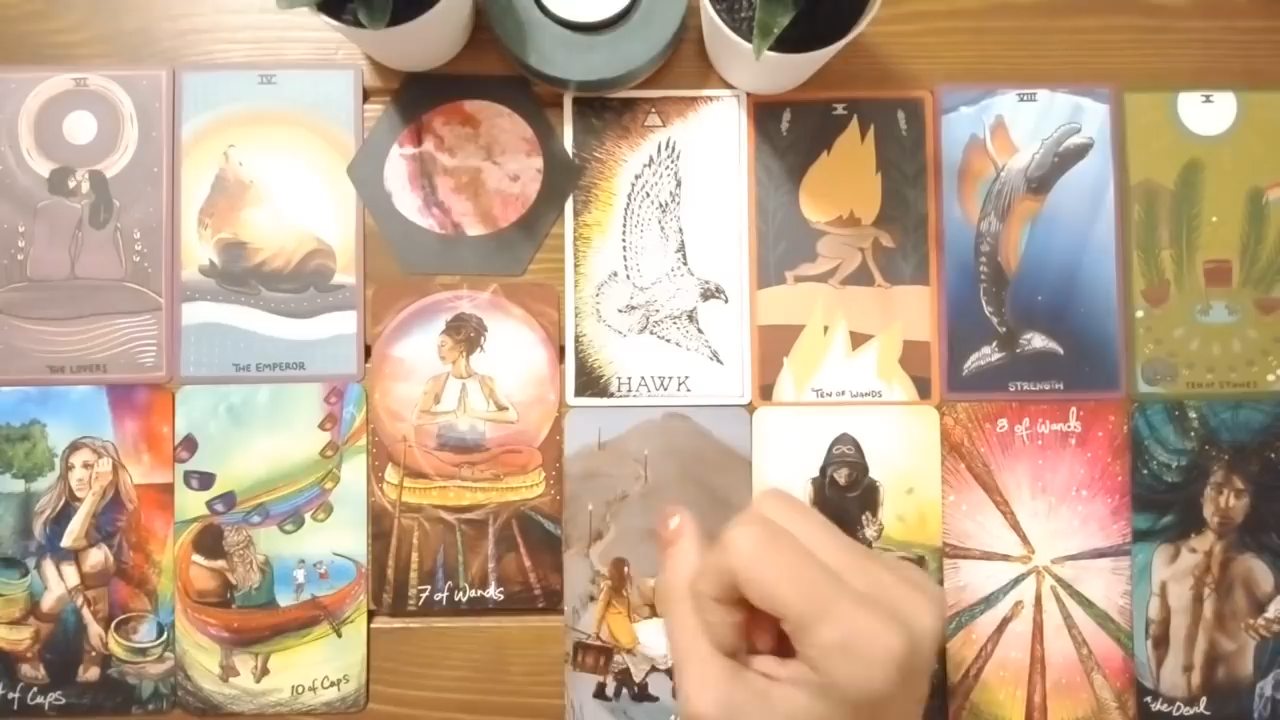 VI
THE LOVERS
IV
THE EMPEROR
HAWK
X
TEN OF WANDS
VIII
STRENGTH
X
TEN OF STONES
of Cups
10 of Cups
7 of Wands
8 of Wands
The Devil